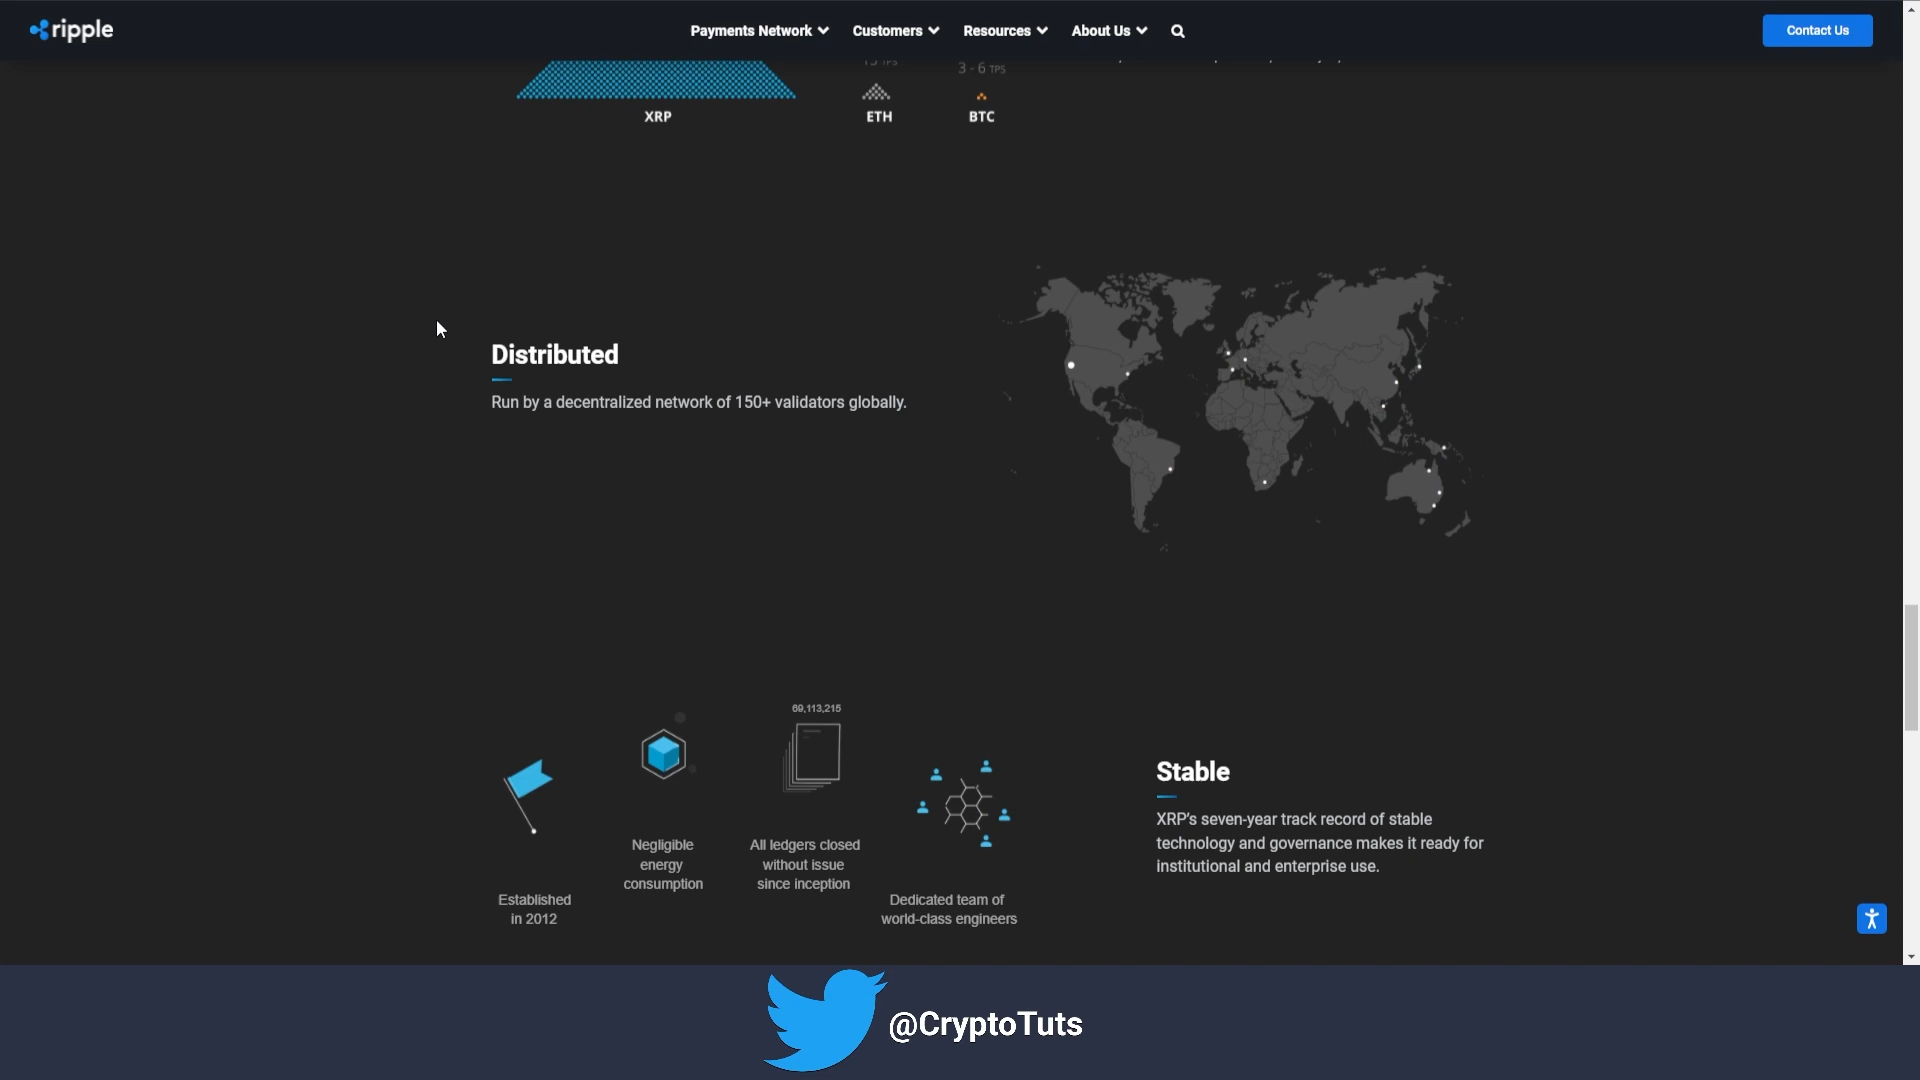 ripple
Payments Network
Customers
Resources
About Us
Contact Us
3 - 6 TPS
XRP
ETH
BTC
Distributed
Run by a decentralized network of 150+ validators globally.
69,113,215
Negligible
energy
consumption
All ledgers closed
without issue
since inception
Established
in 2012
Dedicated team of
world-class engineers
Stable
XRP's seven-year track record of stable
technology and governance makes it ready for
institutional and enterprise use.
@CryptoTuts